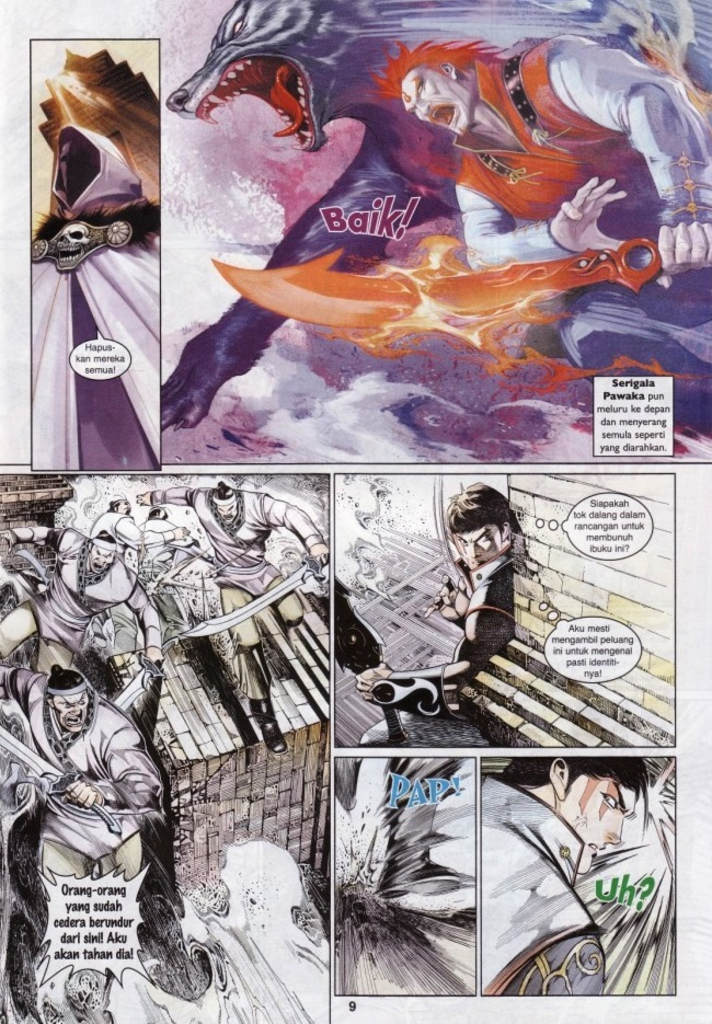 Hapus-
kan mereka
semua!
Baik!
Serigala
Pawaka pun
meluru ke depan
dan menyerang
semula seperti
yang diarahkan.
Orang-orang
yang sudah
cedera berundur
dari sini! Aku
akan tahan dia!
Siapakah
tok dalang dalam
rancangan untuk
membunuh
ibuku ini?
Aku mesti
mengambil peluang
ini untuk mengenal
pasti identiti-
nya!
PAP!
Uh?
9